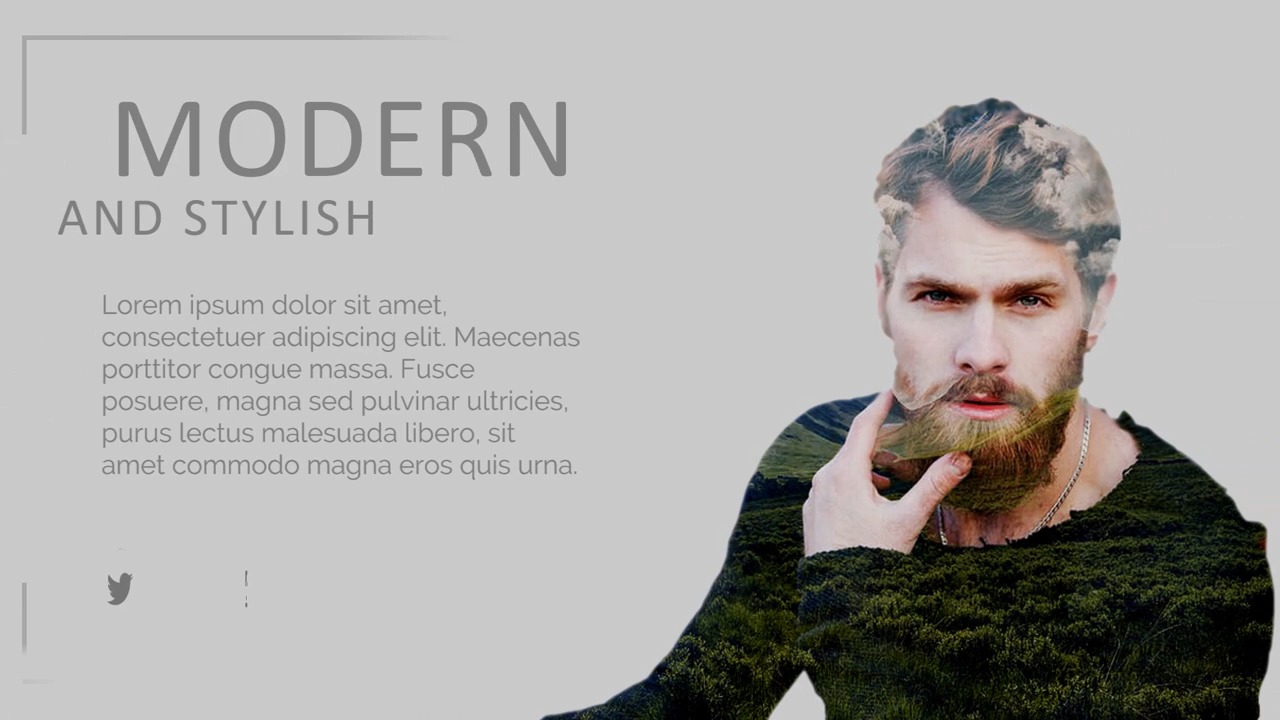 MODERN
AND STYLISH
Lorem ipsum dolor sit amet,
consectetuer adipiscing elit. Maecenas
porttitor congue massa. Fusce
posuere, magna sed pulvinar ultricies,
purus lectus malesuada libero, sit
amet commodo magna eros quis urna.